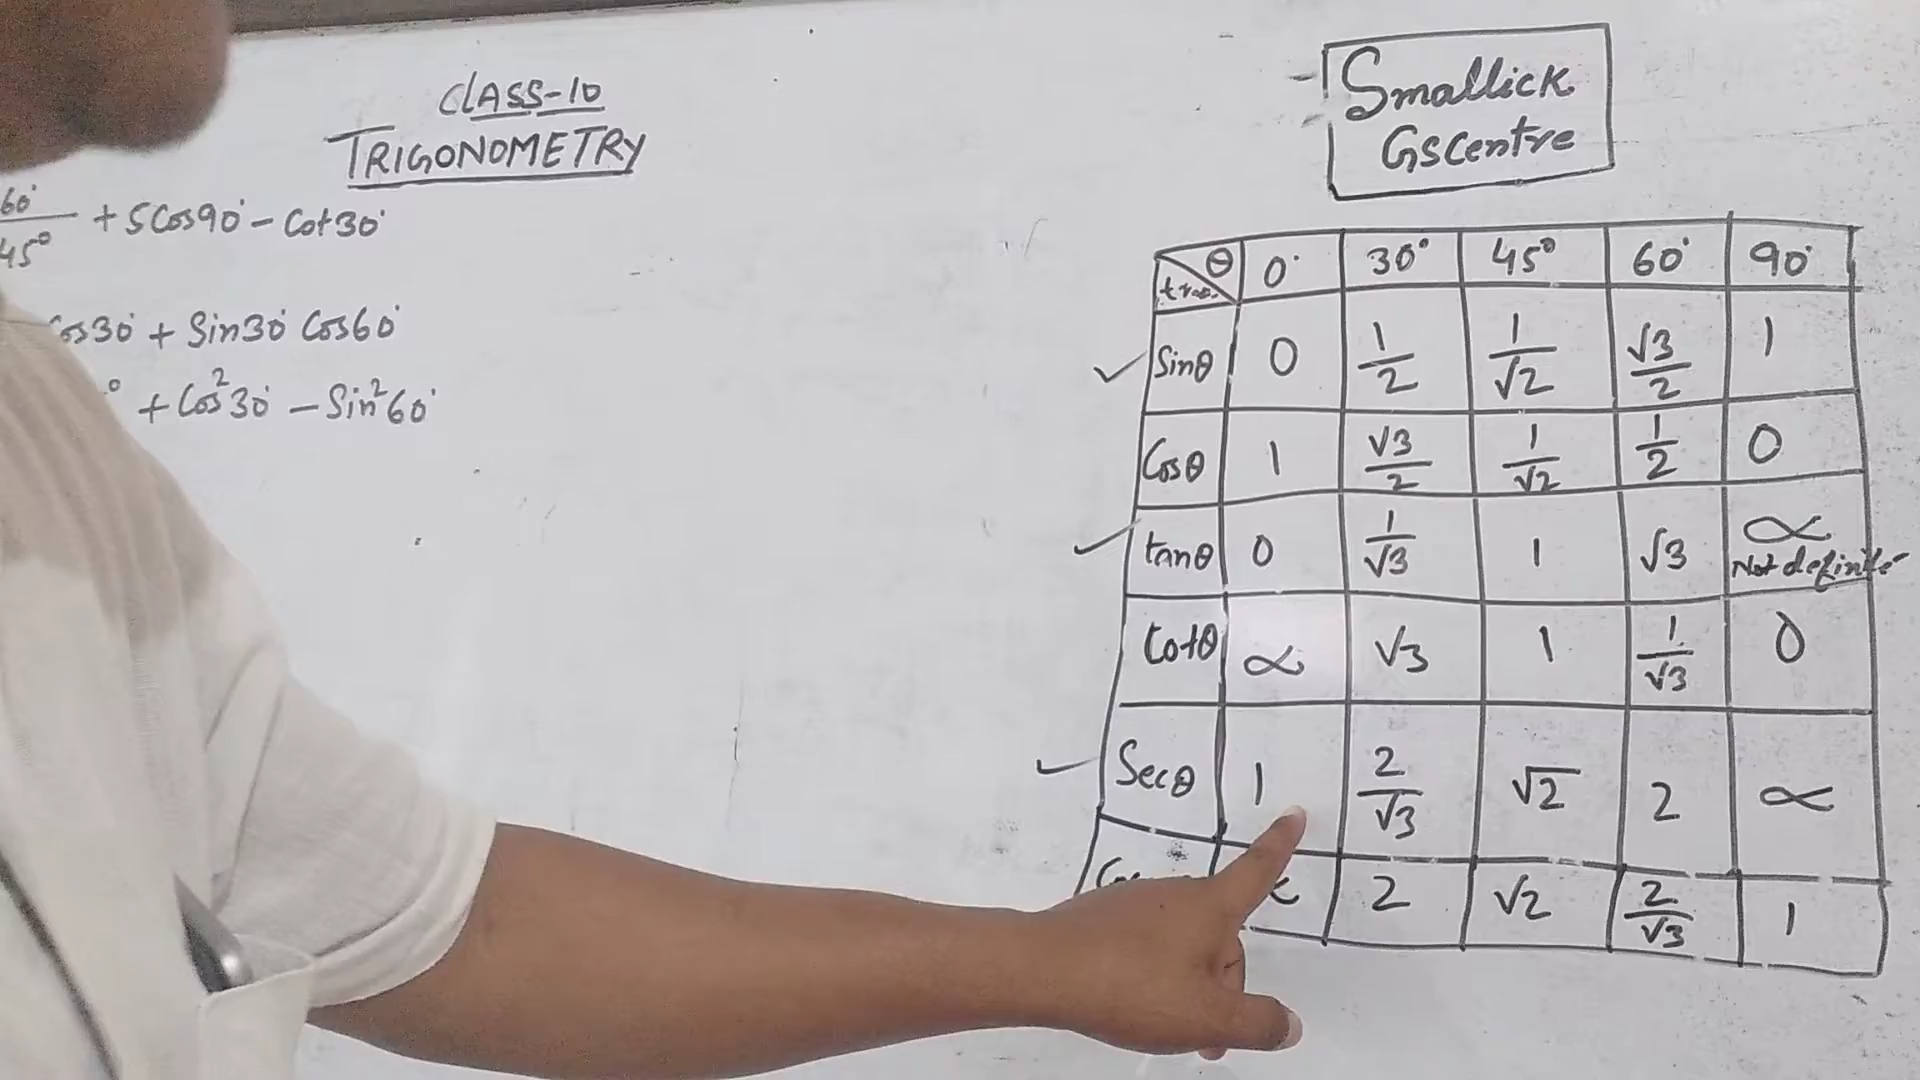 CLASS-10
TRIGONOMETRY
60° + 5Cos90° - Cot30°
45°
Cos30° + Sin30° Cos60°
° + Cos²30° - Sin²60°
Smallick
GScentre
θ 0° 30° 45° 60° 90°
Sinθ 0 1/2 1/√2 √3/2 1
Cosθ 1 √3/2 1/√2 1/2 0
tanθ 0 1/√3 1 √3 ∝
Not definite
Cotθ ∝ √3 1 1/√3 0
Secθ 1 2/√3 √2 2 ∝
2 √2 2/√3 1